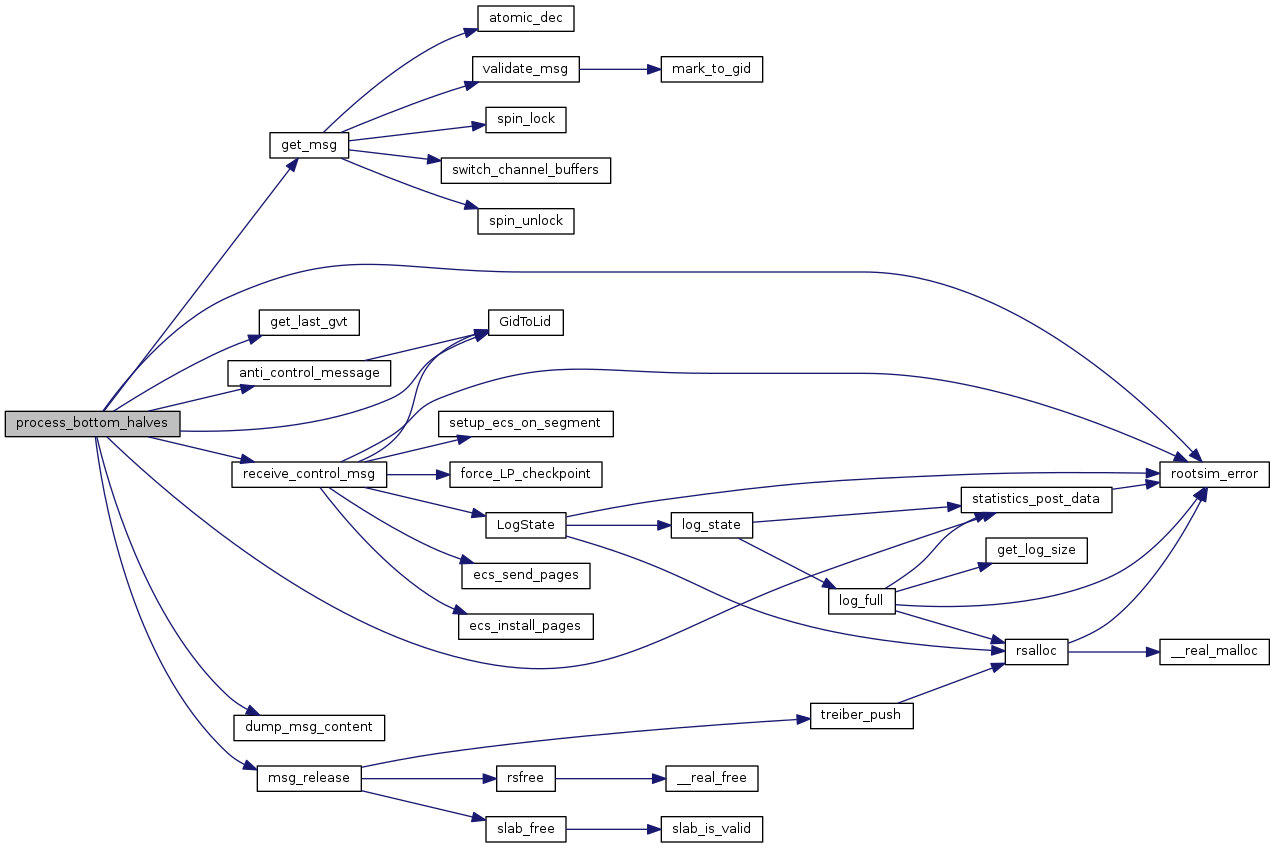 atomic_dec
validate_msg
mark_to_gid
spin_lock
get_msg
switch_channel_buffers
spin_unlock
get_last_gvt
GidToLid
anti_control_message
process_bottom_halves
setup_ecs_on_segment
receive_control_msg
force_LP_checkpoint
rootsim_error
statistics_post_data
LogState
log_state
get_log_size
ecs_send_pages
log_full
ecs_install_pages
rsalloc
__real_malloc
treiber_push
dump_msg_content
msg_release
rsfree
__real_free
slab_free
slab_is_valid